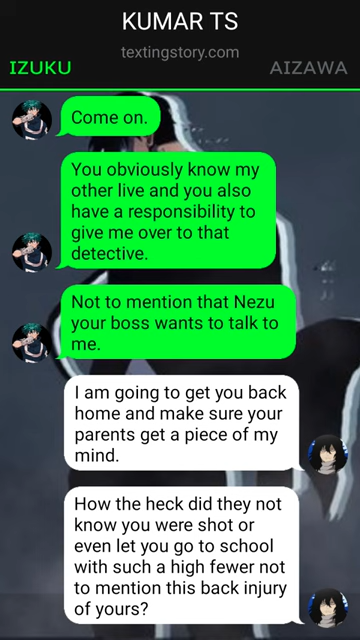 KUMAR TS
textingstory.com
IZUKU
AIZAWA
Come on.
You obviously know my
other live and you also
have a responsibility to
give me over to that
detective.
Not to mention that Nezu
your boss wants to talk to
me.
I am going to get you back
home and make sure your
parents get a piece of my
mind.
How the heck did they not
know you were shot or
even let you go to school
with such a high fewer not
to mention this back injury
of yours?